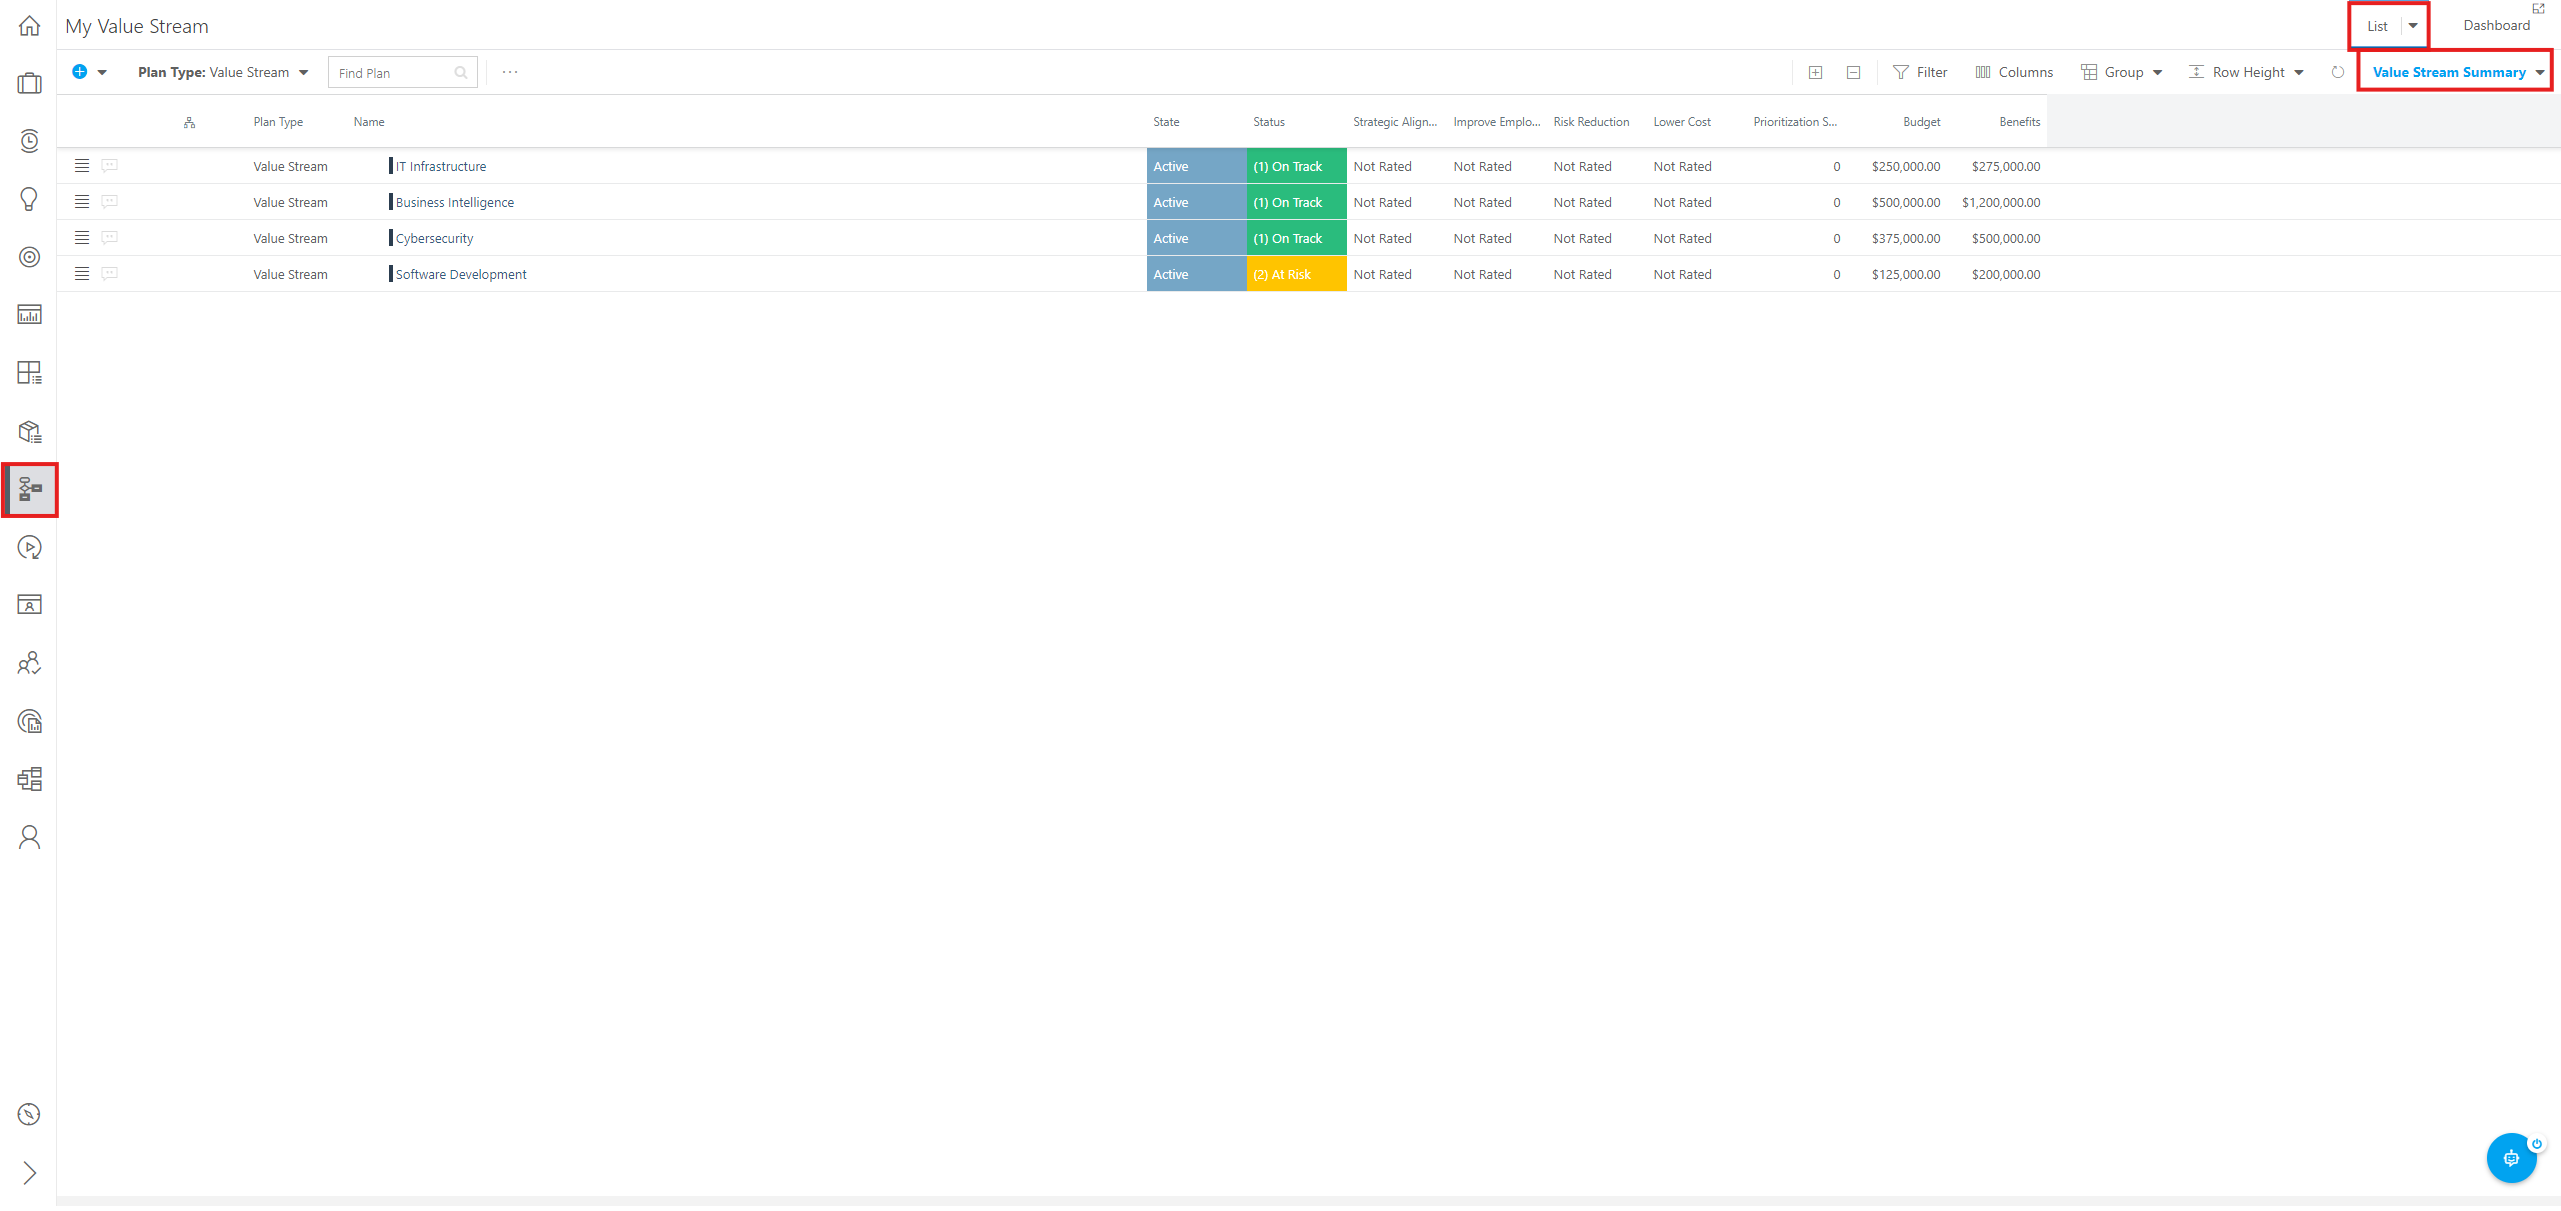 My Value Stream
List
Dashboard
Plan Type: Value Stream
Find Plan
...
Filter
Columns
Group
Row Height
Value Stream Summary
Plan Type Name State Status Strategic Align... Improve Emplo... Risk Reduction Lower Cost Prioritization S... Budget Benefits
Value Stream IT Infrastructure Active (1) On Track Not Rated Not Rated Not Rated Not Rated 0 $250,000.00 $275,000.00
Value Stream Business Intelligence Active (1) On Track Not Rated Not Rated Not Rated Not Rated 0 $500,000.00 $1,200,000.00
Value Stream Cybersecurity Active (1) On Track Not Rated Not Rated Not Rated Not Rated 0 $375,000.00 $500,000.00
Value Stream Software Development Active (2) At Risk Not Rated Not Rated Not Rated Not Rated 0 $125,000.00 $200,000.00